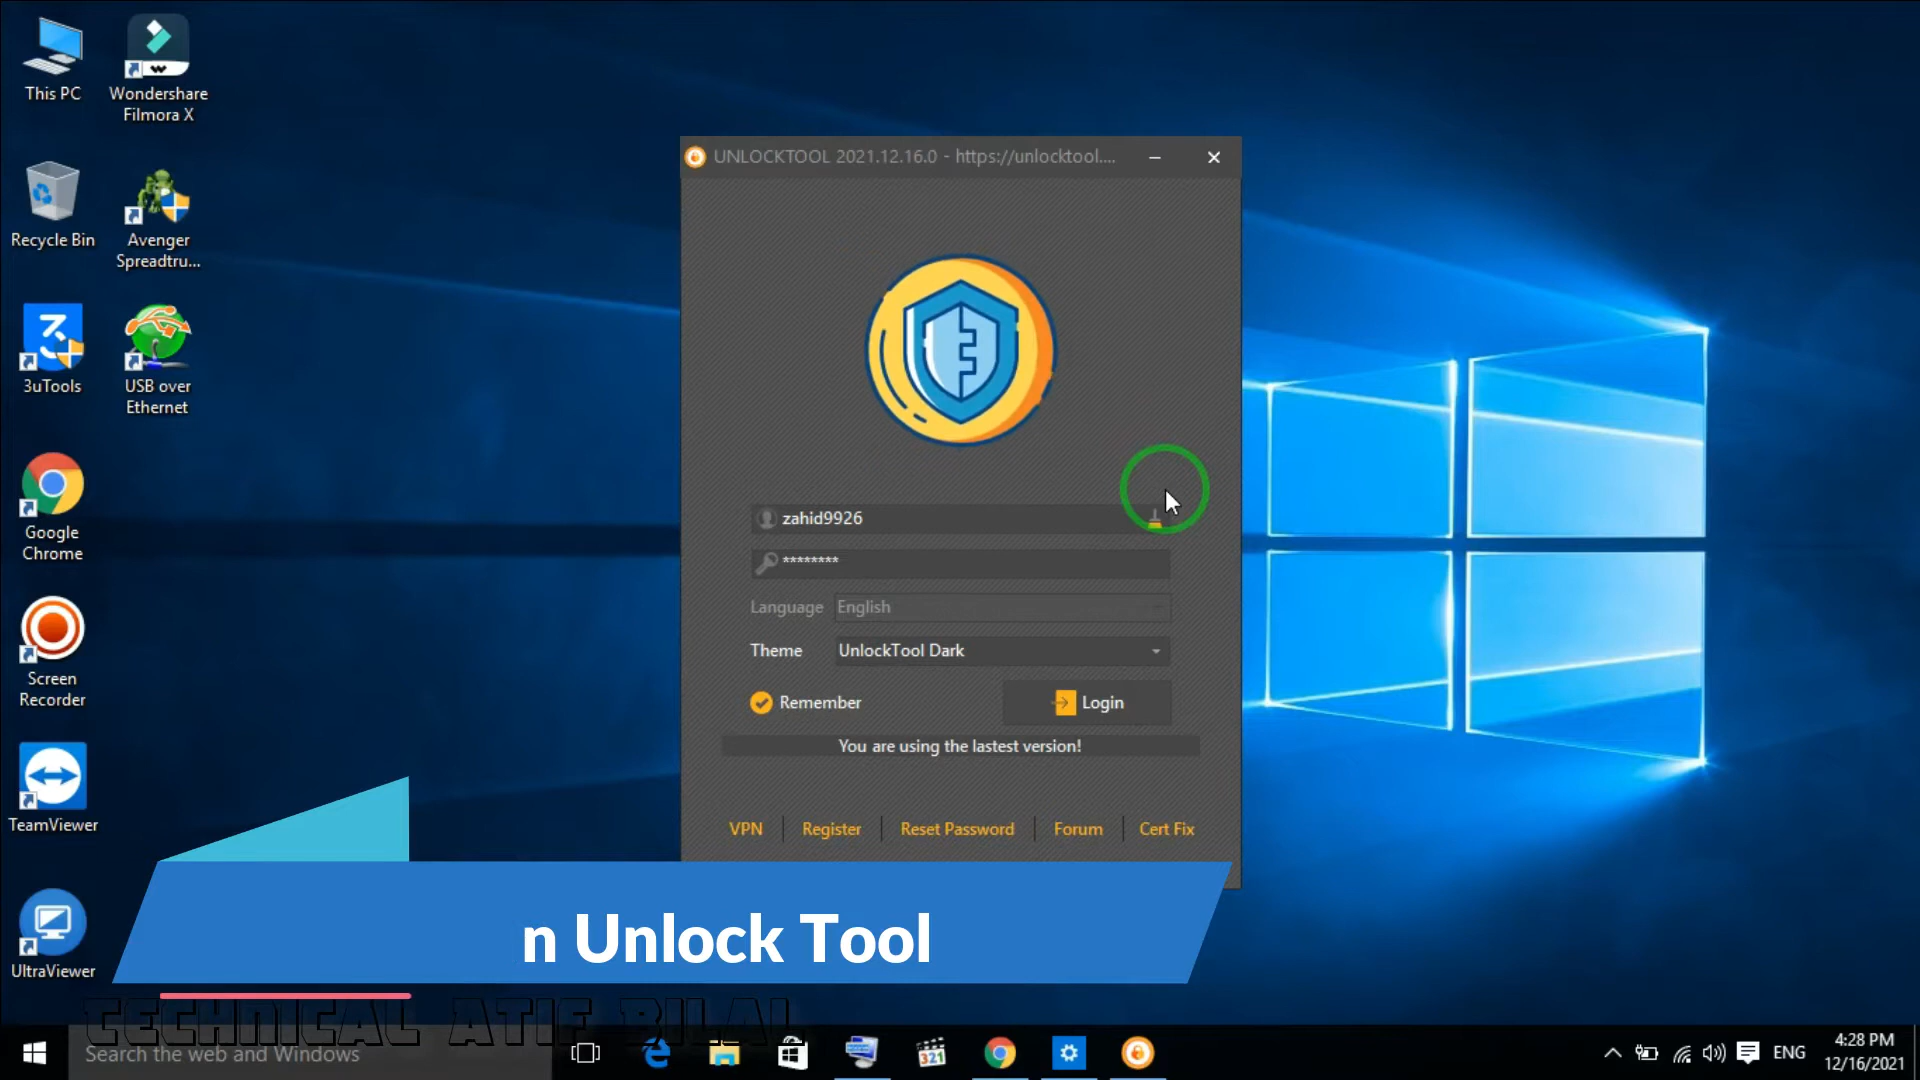 This PC
Wondershare
Filmora X
Recycle Bin
Avenger
Spreadtru...
3uTools
USB over
Ethernet
Google
Chrome
Screen
Recorder
TeamViewer
UltraViewer
UNLOCKTOOL 2021.12.16.0 - https://unlocktool....
zahid9926
********
Language English
Theme UnlockTool Dark
Remember
Login
You are using the lastest version!
VPN Register Reset Password Forum Cert Fix
n Unlock Tool
TECHNICAL ATIF BILAL
Search the web and Windows
321
ENG
4:28 PM
12/16/2021